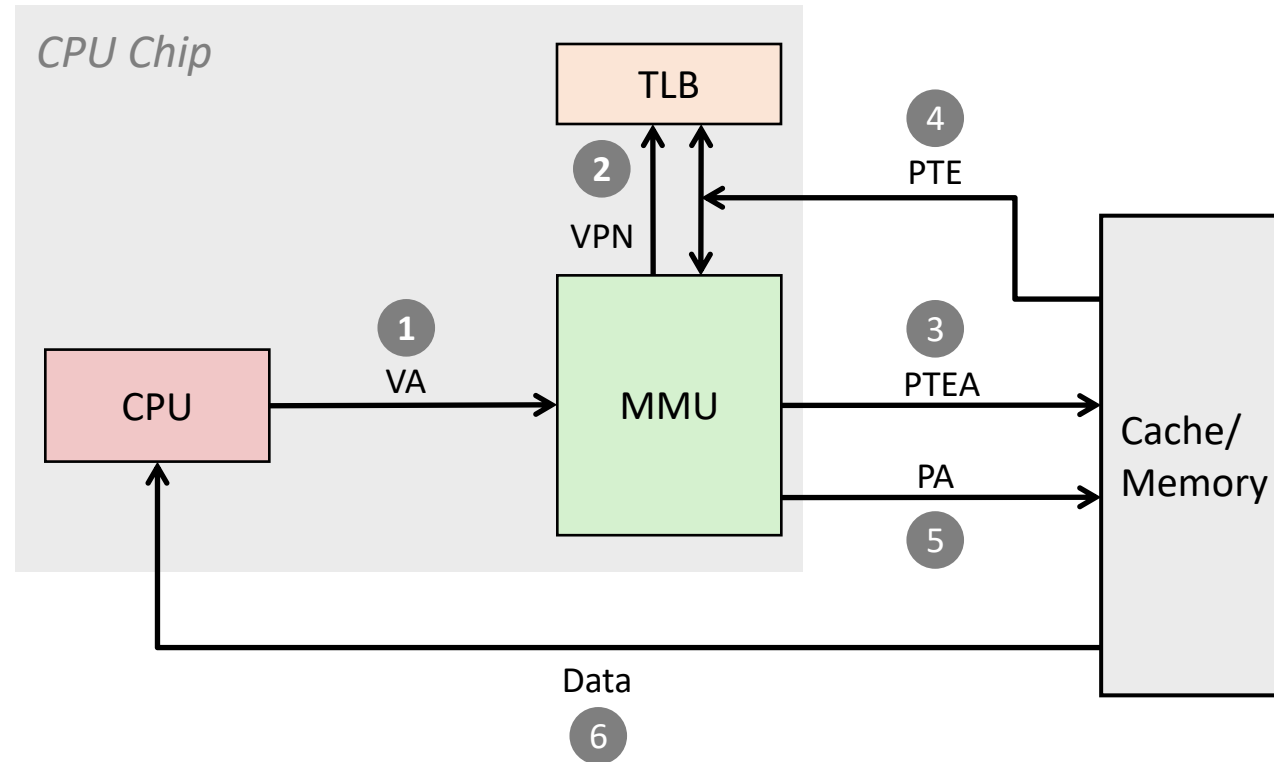 CPU Chip
TLB
4
PTE
2
VPN
1
VA
3
PTEA
CPU
MMU
Cache/
Memory
PA
5
Data
6